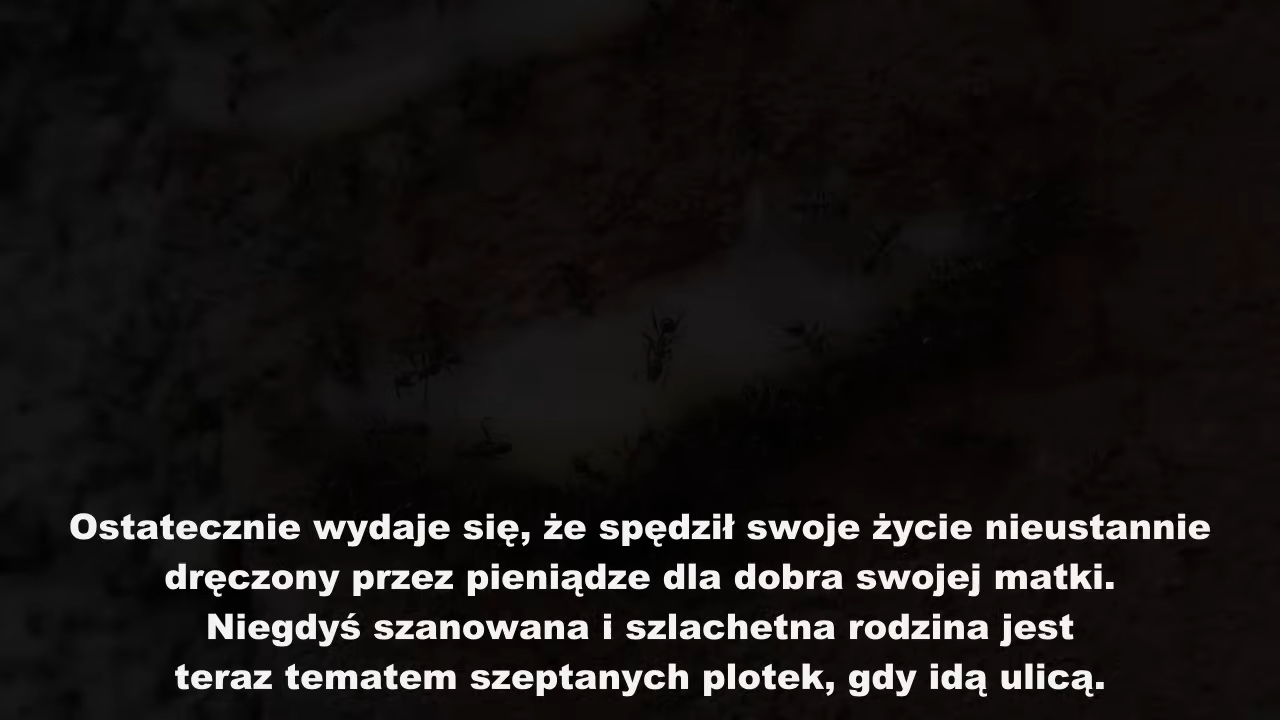 Ostatecznie wydaje się, że spędził swoje życie nieustannie
dręczony przez pieniądze dla dobra swojej matki.
Niegdyś szanowana i szlachetna rodzina jest
teraz tematem szeptanych plotek, gdy idą ulicą.